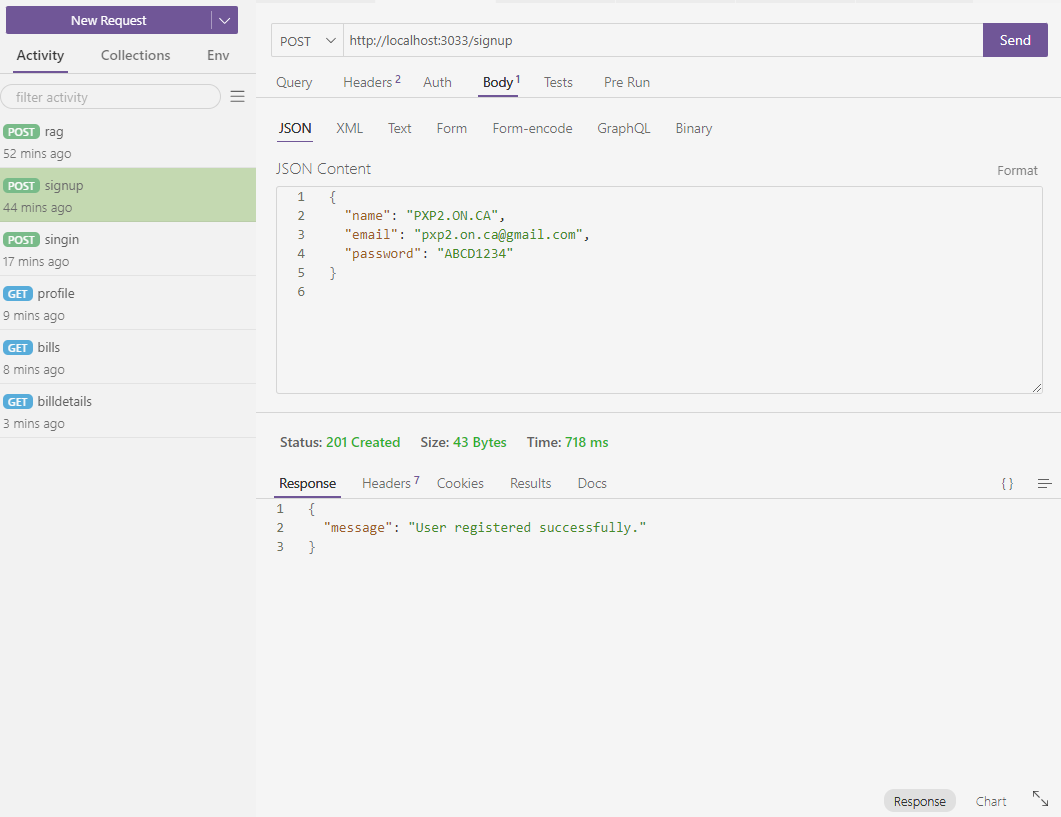 New Request
Activity Collections Env
filter activity
POST rag
52 mins ago
POST signup
44 mins ago
POST singin
17 mins ago
GET profile
9 mins ago
GET bills
8 mins ago
GET billdetails
3 mins ago
POST http://localhost:3033/signup Send
Query Headers 2 Auth Body 1 Tests Pre Run
JSON XML Text Form Form-encode GraphQL Binary
JSON Content Format
1 {
2 "name": "PXP2.ON.CA",
3 "email": "pxp2.on.ca@gmail.com",
4 "password": "ABCD1234"
5 }
6
Status: 201 Created Size: 43 Bytes Time: 718 ms
Response Headers 7 Cookies Results Docs { }
1 {
2 "message": "User registered successfully."
3 }
Response Chart